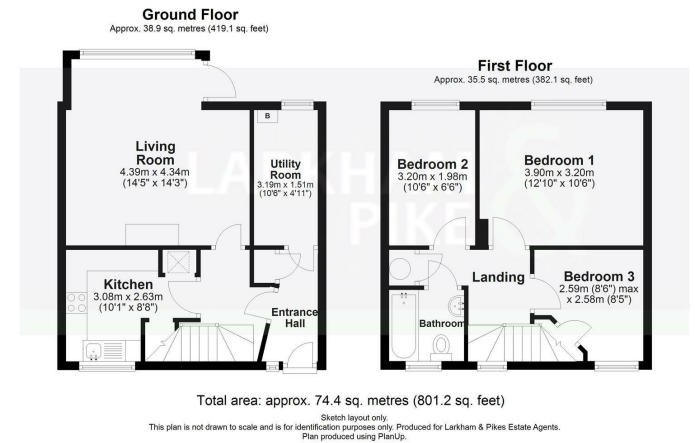 Ground Floor
Approx. 38.9 sq. metres (419.1 sq. feet)
First Floor
Approx. 35.5 sq. metres (382.1 sq. feet)
B
Living
Room
4.39m x 4.34m
(14'5" x 14'3")
Utility
Room
3.19m x 1.51m
(10'6" x 4'11")
Kitchen
3.08m x 2.63m
(10'1" x 8'8")
Entrance
Hall
Bedroom 2
3.20m x 1.98m
(10'6" x 6'6")
Bedroom 1
3.90m x 3.20m
(12'10" x 10'6")
Landing
Bedroom 3
2.59m (8'6") max
x 2.58m (8'5")
Bathroom
LARKHAM
& PIKE
Total area: approx. 74.4 sq. metres (801.2 sq. feet)
Sketch layout only.
This plan is not drawn to scale and is for identification purposes only. Produced for Larkham & Pikes Estate Agents.
Plan produced using PlanUp.